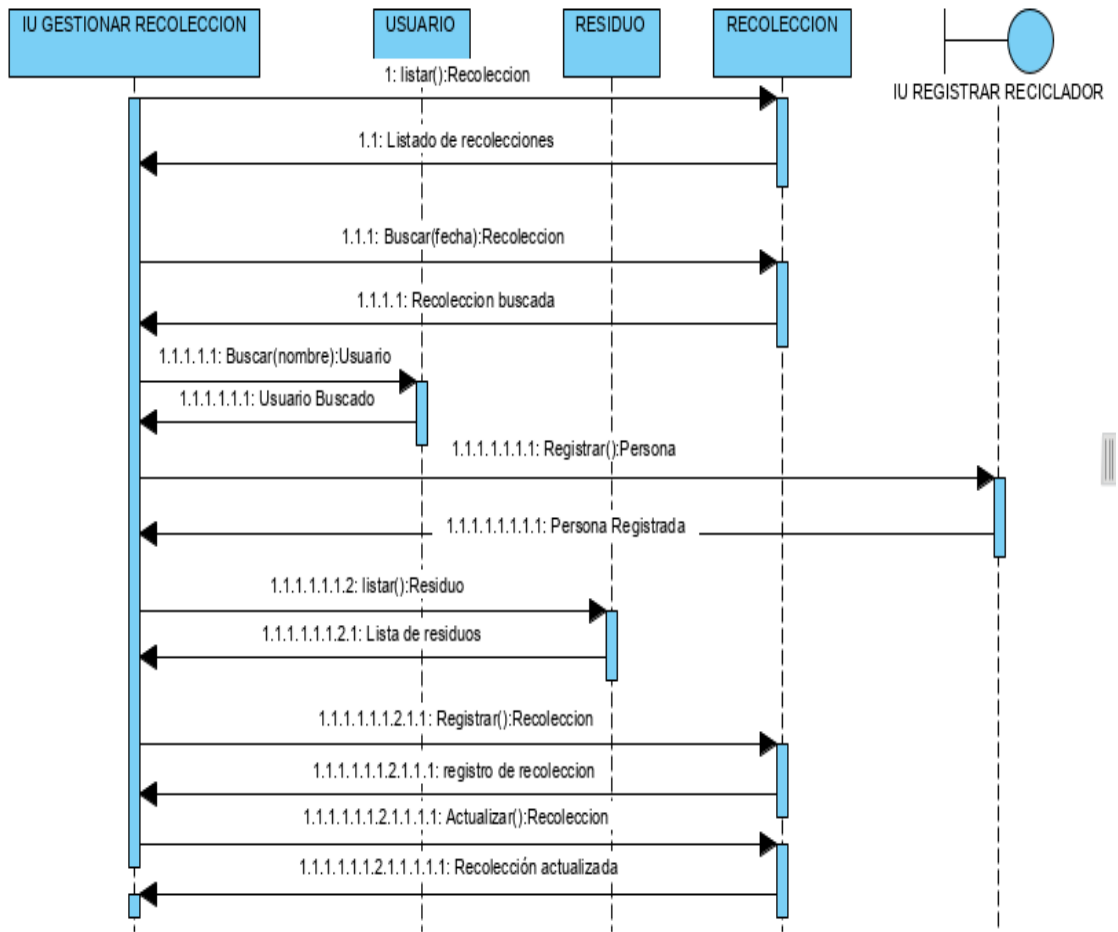 IU GESTIONAR RECOLECCION
USUARIO
RESIDUO
RECOLECCION
IU REGISTRAR RECICLADOR
1: listar():Recoleccion
1.1: Listado de recolecciones
1.1.1: Buscar(fecha):Recoleccion
1.1.1.1: Recoleccion buscada
1.1.1.1.1: Buscar(nombre):Usuario
1.1.1.1.1.1: Usuario Buscado
1.1.1.1.1.1.1: Registrar():Persona
1.1.1.1.1.1.1.1: Persona Registrada
1.1.1.1.1.1.2: listar():Residuo
1.1.1.1.1.1.2.1: Lista de residuos
1.1.1.1.1.1.2.1.1: Registrar():Recoleccion
1.1.1.1.1.1.2.1.1.1: registro de recoleccion
1.1.1.1.1.1.2.1.1.1.1: Actualizar():Recoleccion
1.1.1.1.1.1.2.1.1.1.1.1: Recolección actualizada